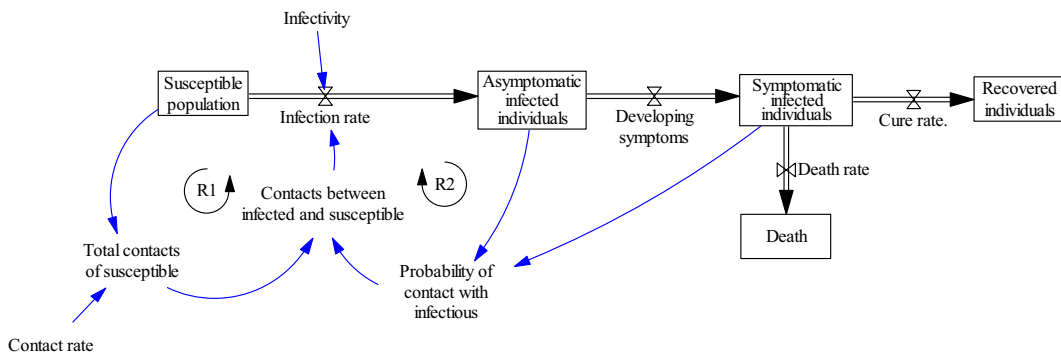 Infectivity
Susceptible
population
Infection rate
Asymptomatic
infected
individuals
Developing
symptoms
Symptomatic
infected
individuals
Cure rate.
Recovered
individuals
Death rate
Death
R1
R2
Contacts between
infected and susceptible
Total contacts
of susceptible
Probability of
contact with
infectious
Contact rate